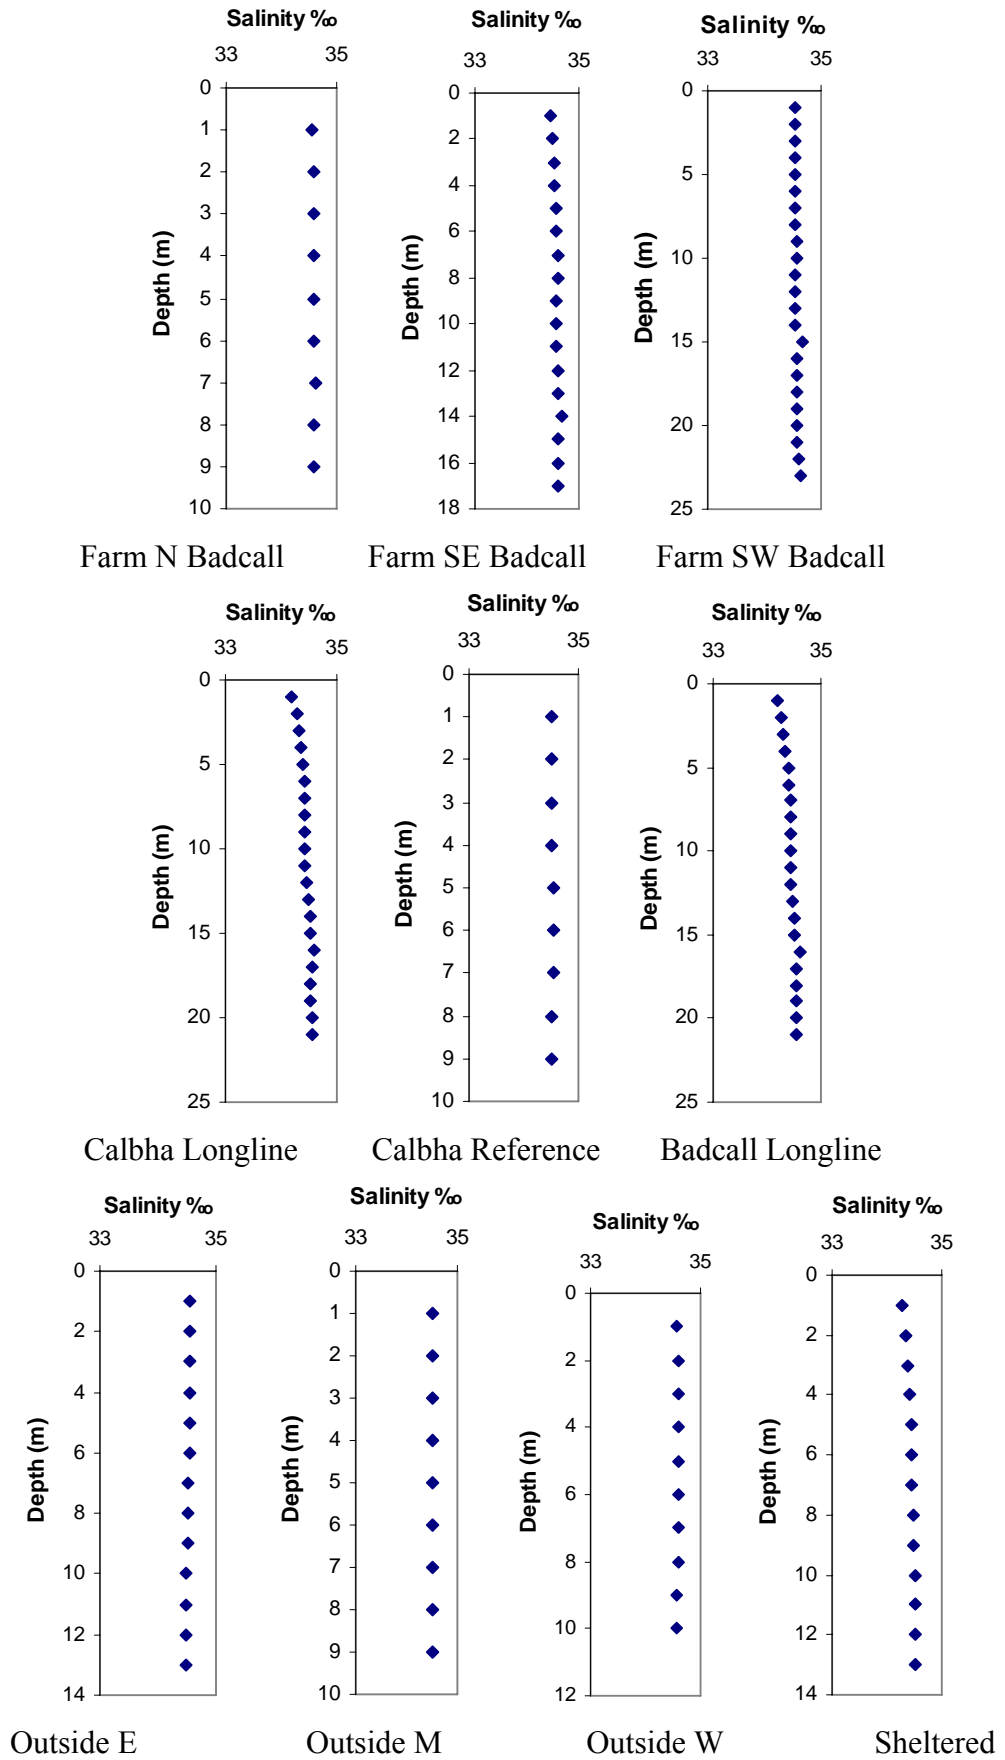 Salinity ‰ Salinity ‰ Salinity ‰
33 35 33 35 33 35
0 1 2 3 4 5 6 7 8 9 10
Depth (m)
0 2 4 6 8 10 12 14 16 18
Depth (m)
0 5 10 15 20 25
Depth (m)
Farm N Badcall Farm SE Badcall Farm SW Badcall
Salinity ‰ Salinity ‰ Salinity ‰
33 35 33 35 33 35
0 5 10 15 20 25
Depth (m)
0 1 2 3 4 5 6 7 8 9 10
Depth (m)
0 5 10 15 20 25
Depth (m)
Calbha Longline Calbha Reference Badcall Longline
Salinity ‰ Salinity ‰ Salinity ‰ Salinity ‰
33 35 33 35 33 35 33 35
0 2 4 6 8 10 12 14
Depth (m)
0 1 2 3 4 5 6 7 8 9 10
Depth (m)
0 2 4 6 8 10 12
Depth (m)
0 2 4 6 8 10 12 14
Depth (m)
Outside E Outside M Outside W Sheltered